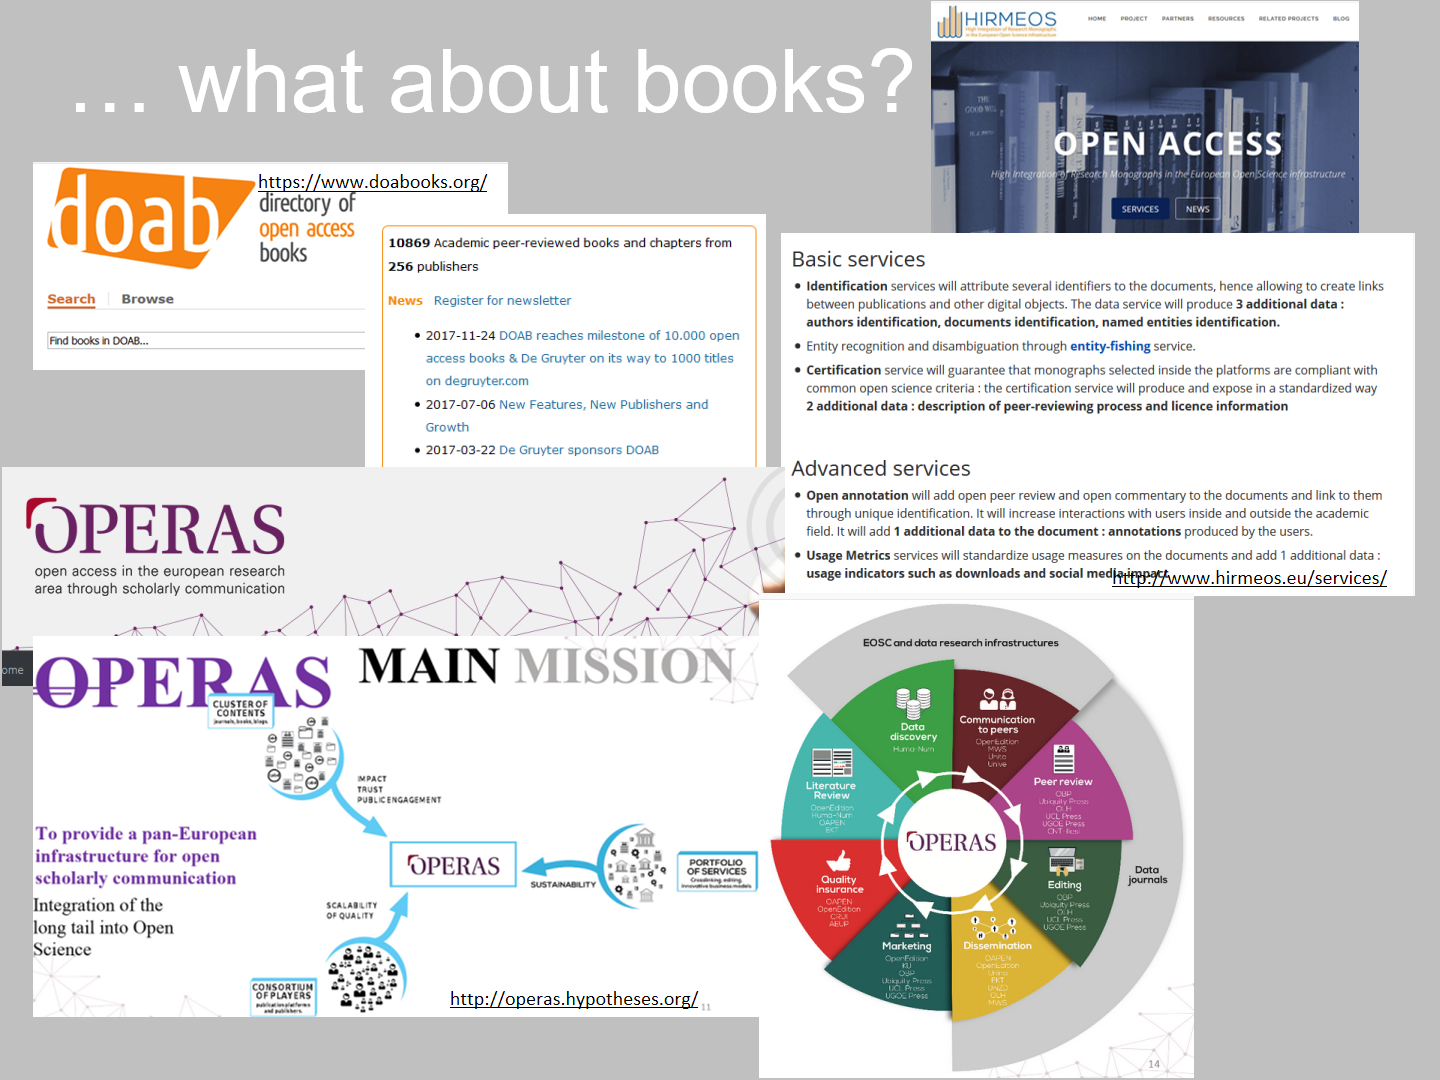 ... what about books?
HIRMEOS
High Integration of Research Monographs
in the European Open Science Infrastructure
HOME PROJECT PARTNERS RESOURCES RELATED PROJECTS BLOG
THE
GOOD WILL
OPEN ACCESS
High Integration of Research Monographs in the European Open Science infrastructure
SERVICES NEWS
doab
https://www.doabooks.org/
directory of
open access
books
Search Browse
Find books in DOAB...
10869 Academic peer-reviewed books and chapters from
256 publishers
News Register for newsletter
• 2017-11-24 DOAB reaches milestone of 10.000 open
access books & De Gruyter on its way to 1000 titles
on degruyter.com
• 2017-07-06 New Features, New Publishers and
Growth
• 2017-03-22 De Gruyter sponsors DOAB
Basic services
• Identification services will attribute several identifiers to the documents, hence allowing to create links
between publications and other digital objects. The data service will produce 3 additional data :
authors identification, documents identification, named entities identification.
• Entity recognition and disambiguation through entity-fishing service.
• Certification service will guarantee that monographs selected inside the platforms are compliant with
common open science criteria : the certification service will produce and expose in a standardized way
2 additional data : description of peer-reviewing process and licence information
Advanced services
• Open annotation will add open peer review and open commentary to the documents and link to them
through unique identification. It will increase interactions with users inside and outside the academic
field. It will add 1 additional data to the document : annotations produced by the users.
• Usage Metrics services will standardize usage measures on the documents and add 1 additional data :
usage indicators such as downloads and social media impact.
http://www.hirmeos.eu/services/
OPERAS
open access in the european research
area through scholarly communication
ome
OPERAS MAIN MISSION
CLUSTER OF
CONTENTS
journals, books, blogs
IMPACT
TRUST
PUBLIC ENGAGEMENT
To provide a pan-European
infrastructure for open
scholarly communication
Integration of the
long tail into Open
Science
OPERAS
SUSTAINABILITY
PORTFOLIO
OF SERVICES
Crosslinking, editing,
innovative business models
SCALABILITY
OF QUALITY
CONSORTIUM
OF PLAYERS
publication platforms
and publishers.
http://operas.hypotheses.org/
11
EOSC and data research infrastructures
Data
discovery
Huma-Num
Communication
to peers
OpenEdition
MWS
Unito
Unive
Peer review
OBP
Ubiquity Press
OLH
UCL Press
UGOE Press
Literature
Review
OpenEdition
Huma-Num
OAPEN
EKT
OPERAS
Editing
OBP
Ubiquity Press
OLH
UCL Press
UGOE Press
Data
journals
Quality
insurance
OAPEN
OpenEdition
CRUI
AEUP
Marketing
OpenEdition
KU
OBP
Ubiquity Press
UCL Press
UGOE Press
Dissemination
OAPEN
OpenEdition
EKT
OLH
MWS
14